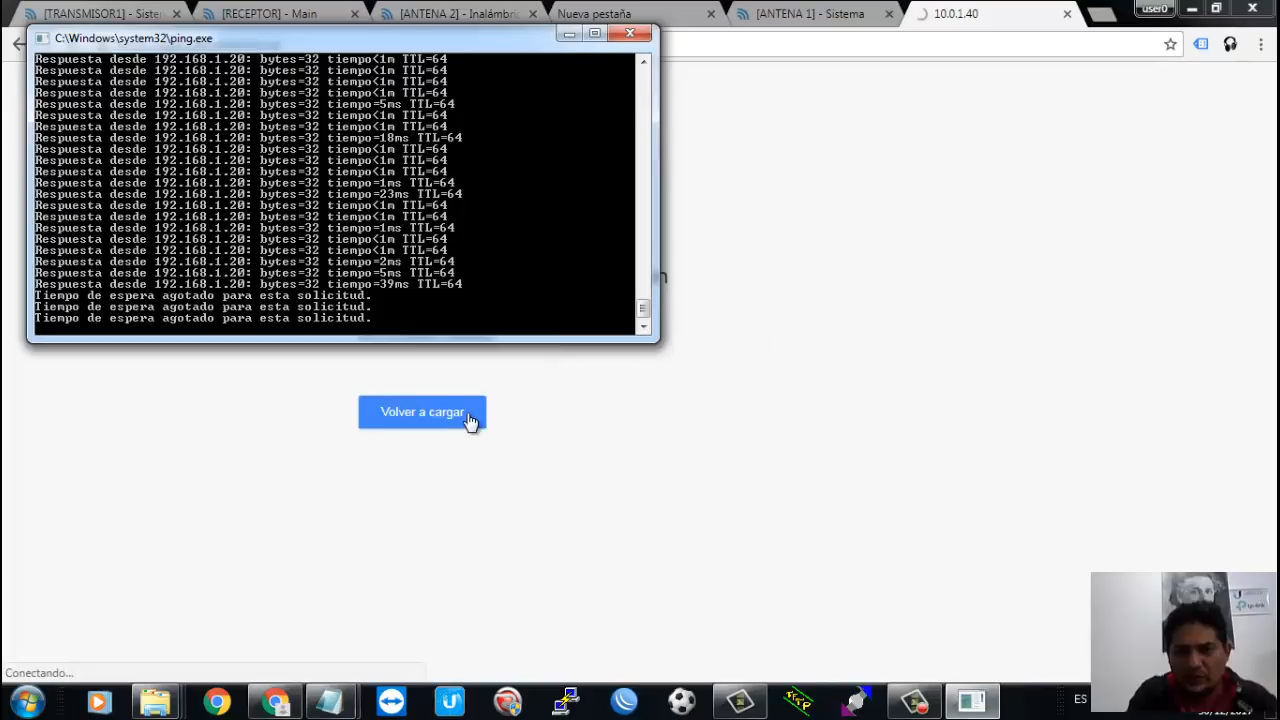 [TRANSMISOR1] - Sisten
[RECEPTOR] - Main
[ANTENA 2] - Inalámbric
Nueva pestaña
[ANTENA 1] - Sistema
10.0.1.40
user0
C:\Windows\system32\ping.exe
Respuesta desde 192.168.1.20: bytes=32 tiempo<1m TTL=64
Respuesta desde 192.168.1.20: bytes=32 tiempo<1m TTL=64
Respuesta desde 192.168.1.20: bytes=32 tiempo<1m TTL=64
Respuesta desde 192.168.1.20: bytes=32 tiempo<1m TTL=64
Respuesta desde 192.168.1.20: bytes=32 tiempo=5ms TTL=64
Respuesta desde 192.168.1.20: bytes=32 tiempo<1m TTL=64
Respuesta desde 192.168.1.20: bytes=32 tiempo<1m TTL=64
Respuesta desde 192.168.1.20: bytes=32 tiempo=18ms TTL=64
Respuesta desde 192.168.1.20: bytes=32 tiempo<1m TTL=64
Respuesta desde 192.168.1.20: bytes=32 tiempo<1m TTL=64
Respuesta desde 192.168.1.20: bytes=32 tiempo<1m TTL=64
Respuesta desde 192.168.1.20: bytes=32 tiempo=1ms TTL=64
Respuesta desde 192.168.1.20: bytes=32 tiempo=23ms TTL=64
Respuesta desde 192.168.1.20: bytes=32 tiempo<1m TTL=64
Respuesta desde 192.168.1.20: bytes=32 tiempo<1m TTL=64
Respuesta desde 192.168.1.20: bytes=32 tiempo=1ms TTL=64
Respuesta desde 192.168.1.20: bytes=32 tiempo<1m TTL=64
Respuesta desde 192.168.1.20: bytes=32 tiempo<1m TTL=64
Respuesta desde 192.168.1.20: bytes=32 tiempo=2ms TTL=64
Respuesta desde 192.168.1.20: bytes=32 tiempo=5ms TTL=64
Respuesta desde 192.168.1.20: bytes=32 tiempo=39ms TTL=64
Tiempo de espera agotado para esta solicitud.
Tiempo de espera agotado para esta solicitud.
Tiempo de espera agotado para esta solicitud.
n
Volver a cargar
tp-link
Conectando...
ES
30/12/2017